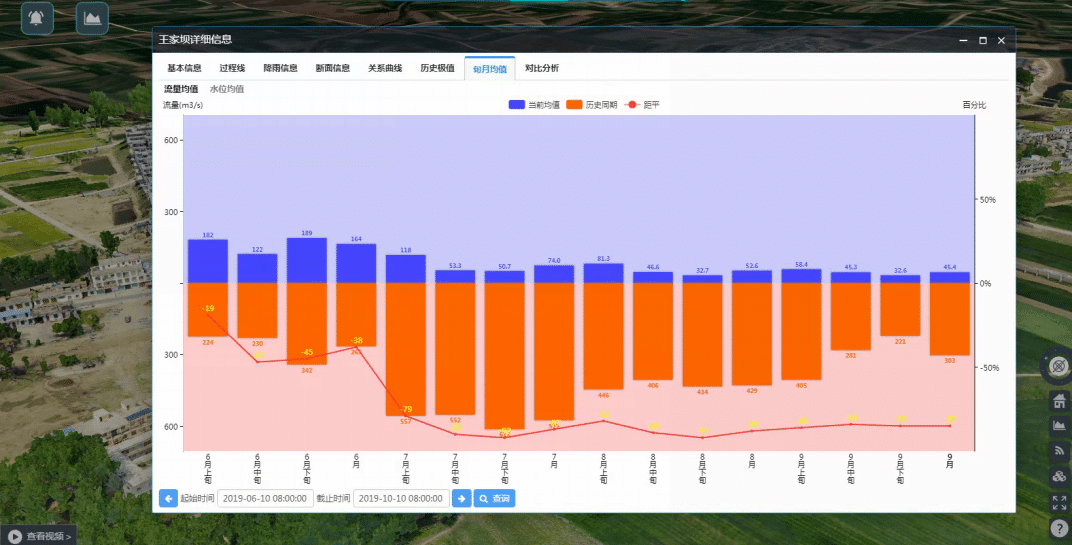 王家坝详细信息
基本信息 过程线 降雨信息 断面信息 关系曲线 历史极值 旬月均值 对比分析
流量均值 水位均值
流量(m3/s) 当前均值 历史同期 距平 百分比
600
300
50%
182 122 189 164 118 53.3 50.7 74.0 81.3 46.6 32.7 52.6 58.4 45.3 32.6 45.4
0%
-19 -45 -38 -79
224 230 342 557 552 446 406 434 429 405 281 221 303
300
-50%
600
6月上旬 6月中旬 6月下旬 6月 7月上旬 7月中旬 7月下旬 7月 8月上旬 8月中旬 8月下旬 8月 9月上旬 9月中旬 9月下旬 9月
起始时间 2019-06-10 08:00:00 截止时间 2019-10-10 08:00:00 查询
查看视频 >